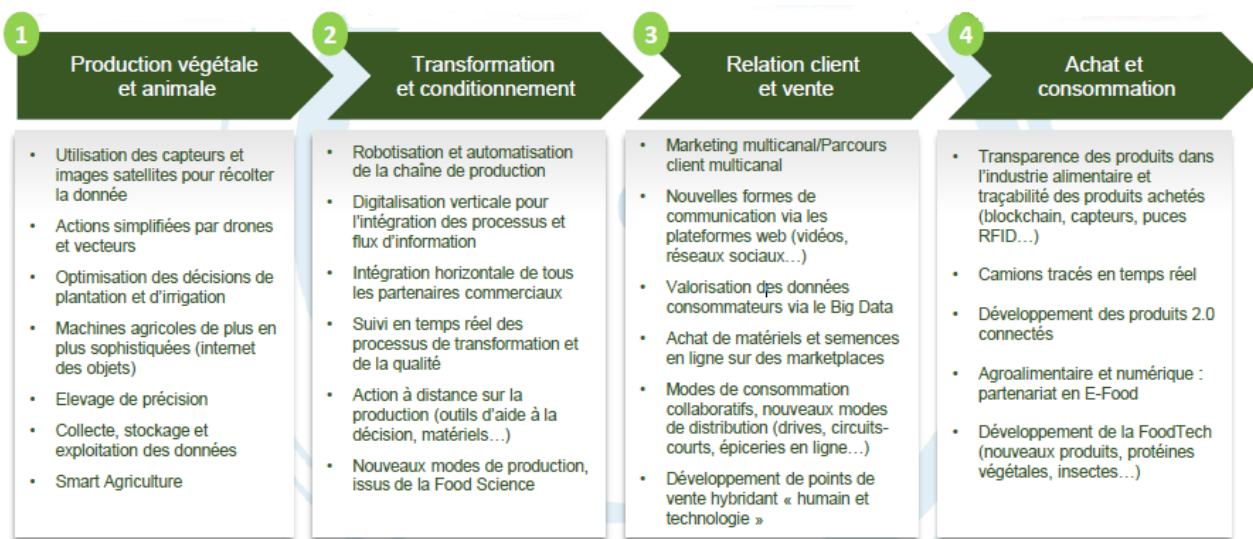 1
Production végétale
et animale
• Utilisation des capteurs et
images satellites pour récolter
la donnée
• Actions simplifiées par drones
et vecteurs
• Optimisation des décisions de
plantation et d'irrigation
• Machines agricoles de plus en
plus sophistiquées (internet
des objets)
• Elevage de précision
• Collecte, stockage et
exploitation des données
• Smart Agriculture
2
Transformation
et conditionnement
• Robotisation et automatisation
de la chaîne de production
• Digitalisation verticale pour
l'intégration des processus et
flux d'information
• Intégration horizontale de tous
les partenaires commerciaux
• Suivi en temps réel des
processus de transformation et
de la qualité
• Action à distance sur la
production (outils d'aide à la
décision, matériels…)
• Nouveaux modes de production,
issus de la Food Science
3
Relation client
et vente
• Marketing multicanal/Parcours
client multicanal
• Nouvelles formes de
communication via les
plateformes web (vidéos,
réseaux sociaux…)
• Valorisation des données
consommateurs via le Big Data
• Achat de matériels et semences
en ligne sur des marketplaces
• Modes de consommation
collaboratifs, nouveaux modes
de distribution (drives, circuits-
courts, épiceries en ligne…)
• Développement de points de
vente hybridant « humain et
technologie »
4
Achat et
consommation
• Transparence des produits dans
l'industrie alimentaire et
traçabilité des produits achetés
(blockchain, capteurs, puces
RFID…)
• Camions tracés en temps réel
• Développement des produits 2.0
connectés
• Agroalimentaire et numérique :
partenariat en E-Food
• Développement de la FoodTech
(nouveaux produits, protéines
végétales, insectes…)